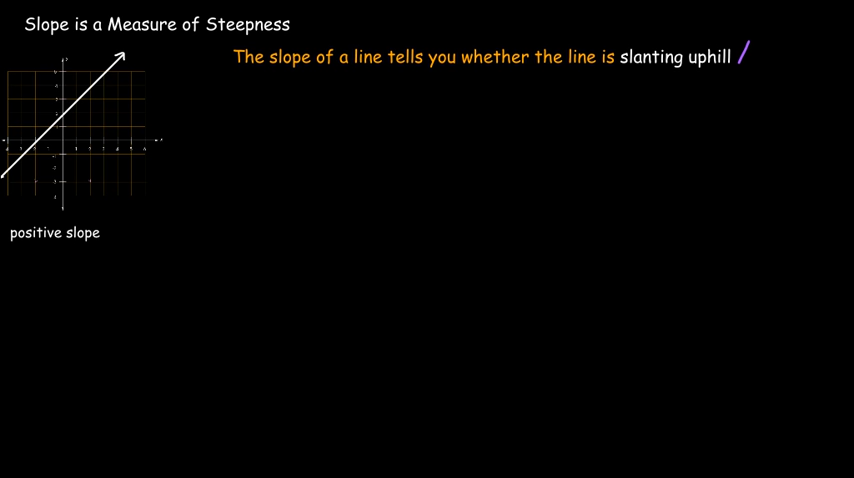 Slope is a Measure of Steepness
The slope of a line tells you whether the line is slanting uphill
positive slope